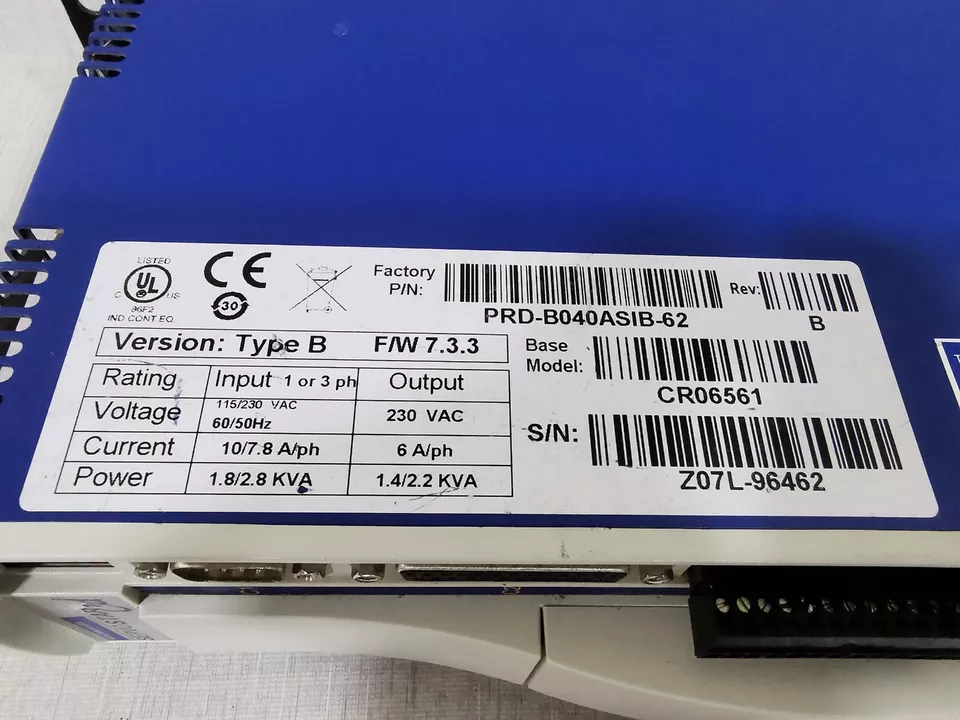 LISTED
C UL US
86F2
IND.CONT.EQ
CE
30
Factory P/N:
PRD-B040ASIB-62
Rev:
B
Version: Type B F/W 7.3.3
Base Model:
CR06561
Rating Input 1 or 3 ph Output
Voltage 115/230 VAC 60/50Hz 230 VAC
Current 10/7.8 A/ph 6 A/ph
Power 1.8/2.8 KVA 1.4/2.2 KVA
S/N:
Z07L-96462